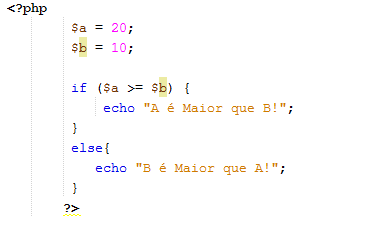 <?php
$a = 20;
$b = 10;
if ($a >= $b) {
echo "A é Maior que B!";
}
else{
echo "B é Maior que A!";
}
?>